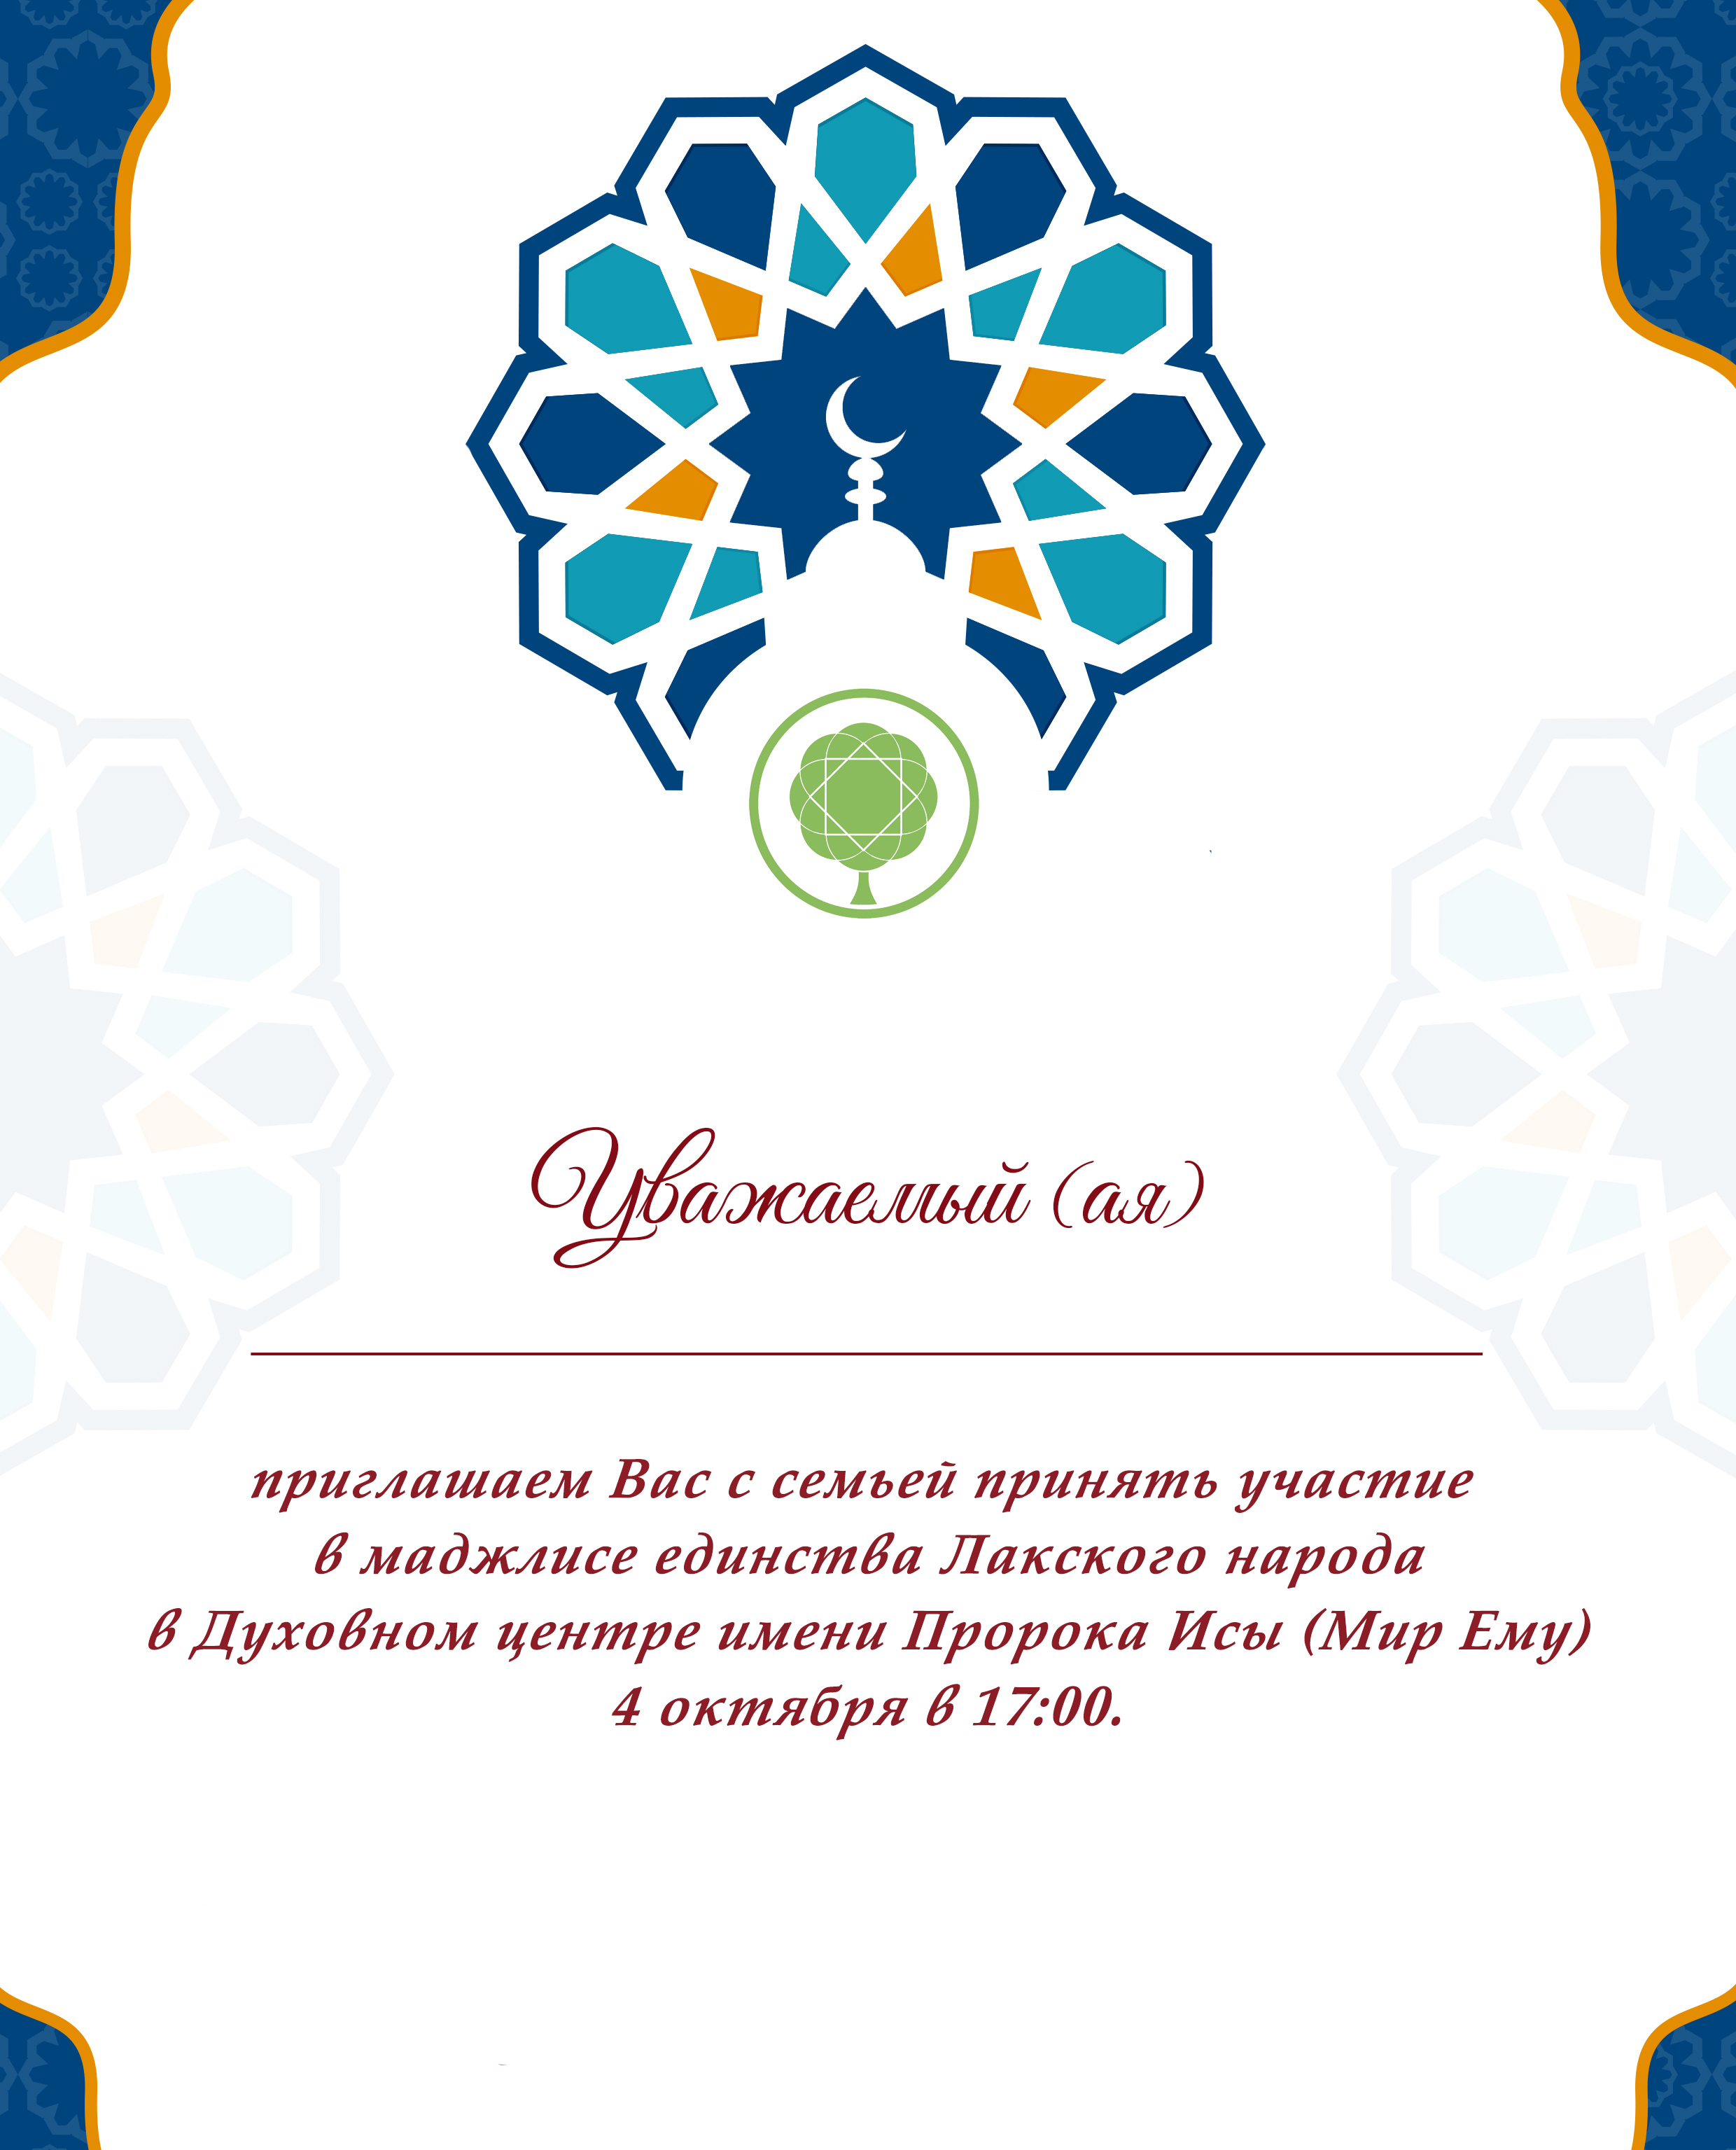 Уважаемый (ая)
приглашаем Вас с семьей принять участие
в маджлисе единства Лакского народа
в Духовном центре имени Пророка Исы (Мир Ему)
4 октября в 17:00.